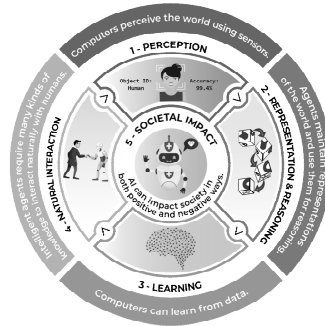 Computers perceive the world using sensors.
1 - PERCEPTION
Object ID:
Human
Accuracy:
99.45
2 - REPRESENTATION & REASONING
Agents maintain representations
of the world and use them for reasoning.
3 - LEARNING
Computers can learn from data.
4 - NATURAL INTERACTION
Intelligent agents require many kinds of
knowledge to interact naturally with humans.
5 - SOCIETAL IMPACT
AI can impact society in
both positive and negative ways.